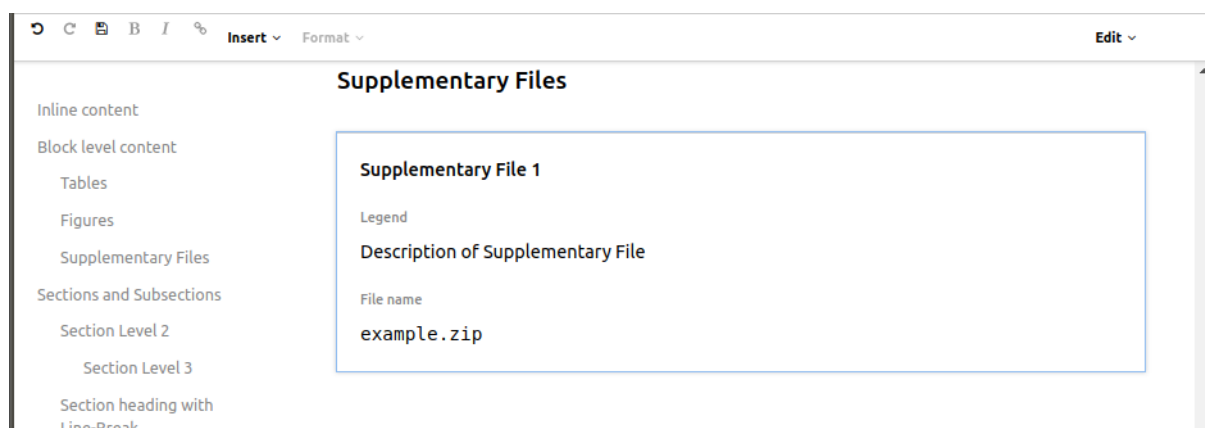 B I Insert Format Edit
Supplementary Files
Inline content
Block level content
Tables
Figures
Supplementary Files
Sections and Subsections
Section Level 2
Section Level 3
Section heading with
Line-Break
Supplementary File 1
Legend
Description of Supplementary File
File name
example.zip